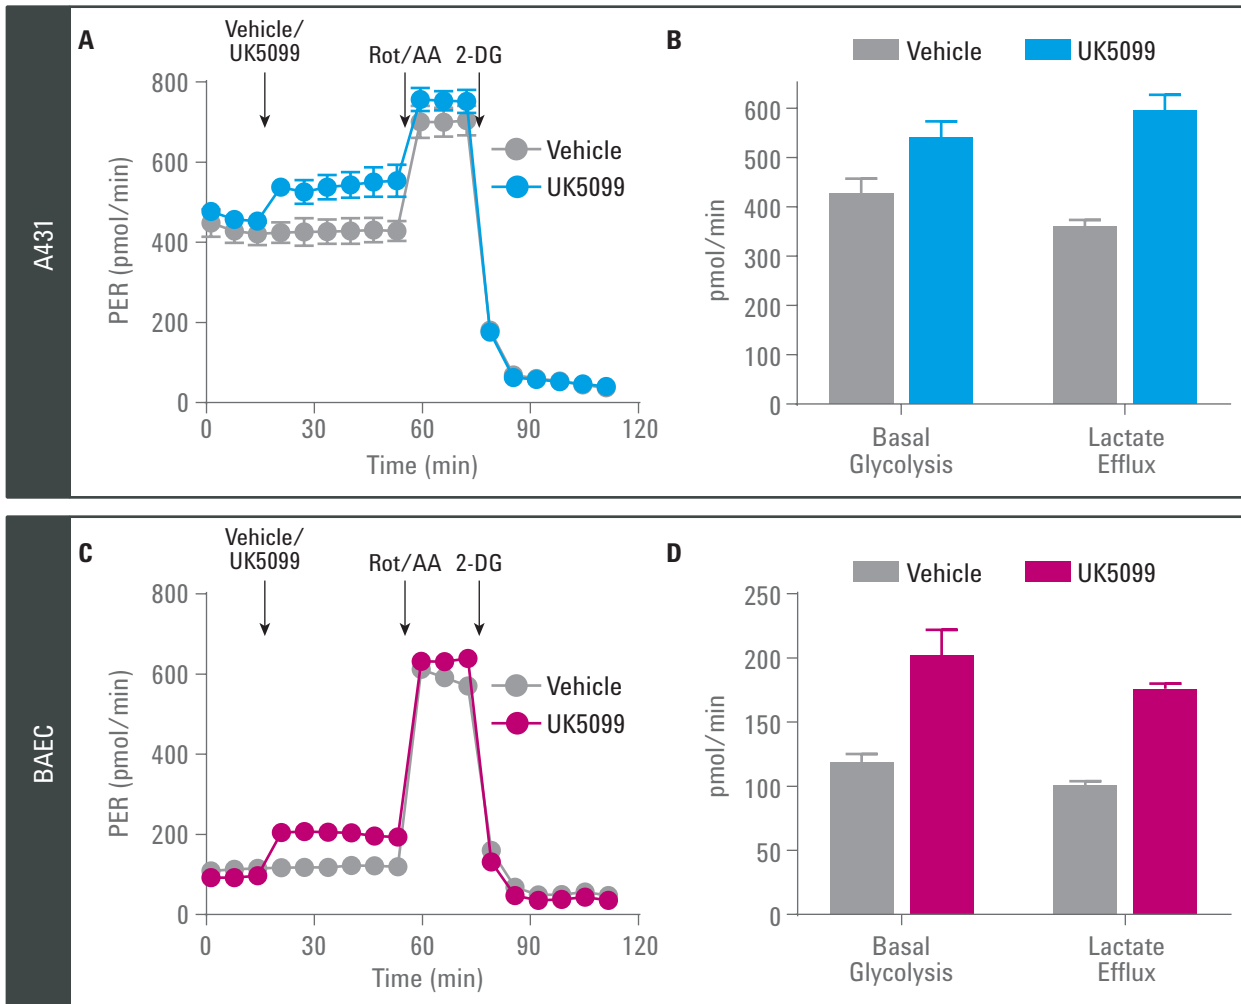 A431
A
Vehicle/
UK5099
Rot/AA
2-DG
800
600
400
200
0
PER (pmol/min)
Vehicle
UK5099
0
30
60
90
120
Time (min)
B
Vehicle
UK5099
600
500
400
300
200
100
0
pmol/min
Basal
Glycolysis
Lactate
Efflux
BAEC
C
Vehicle/
UK5099
Rot/AA
2-DG
800
600
400
200
0
PER (pmol/min)
Vehicle
UK5099
0
30
60
90
120
Time (min)
D
Vehicle
UK5099
250
200
150
100
50
0
pmol/min
Basal
Glycolysis
Lactate
Efflux